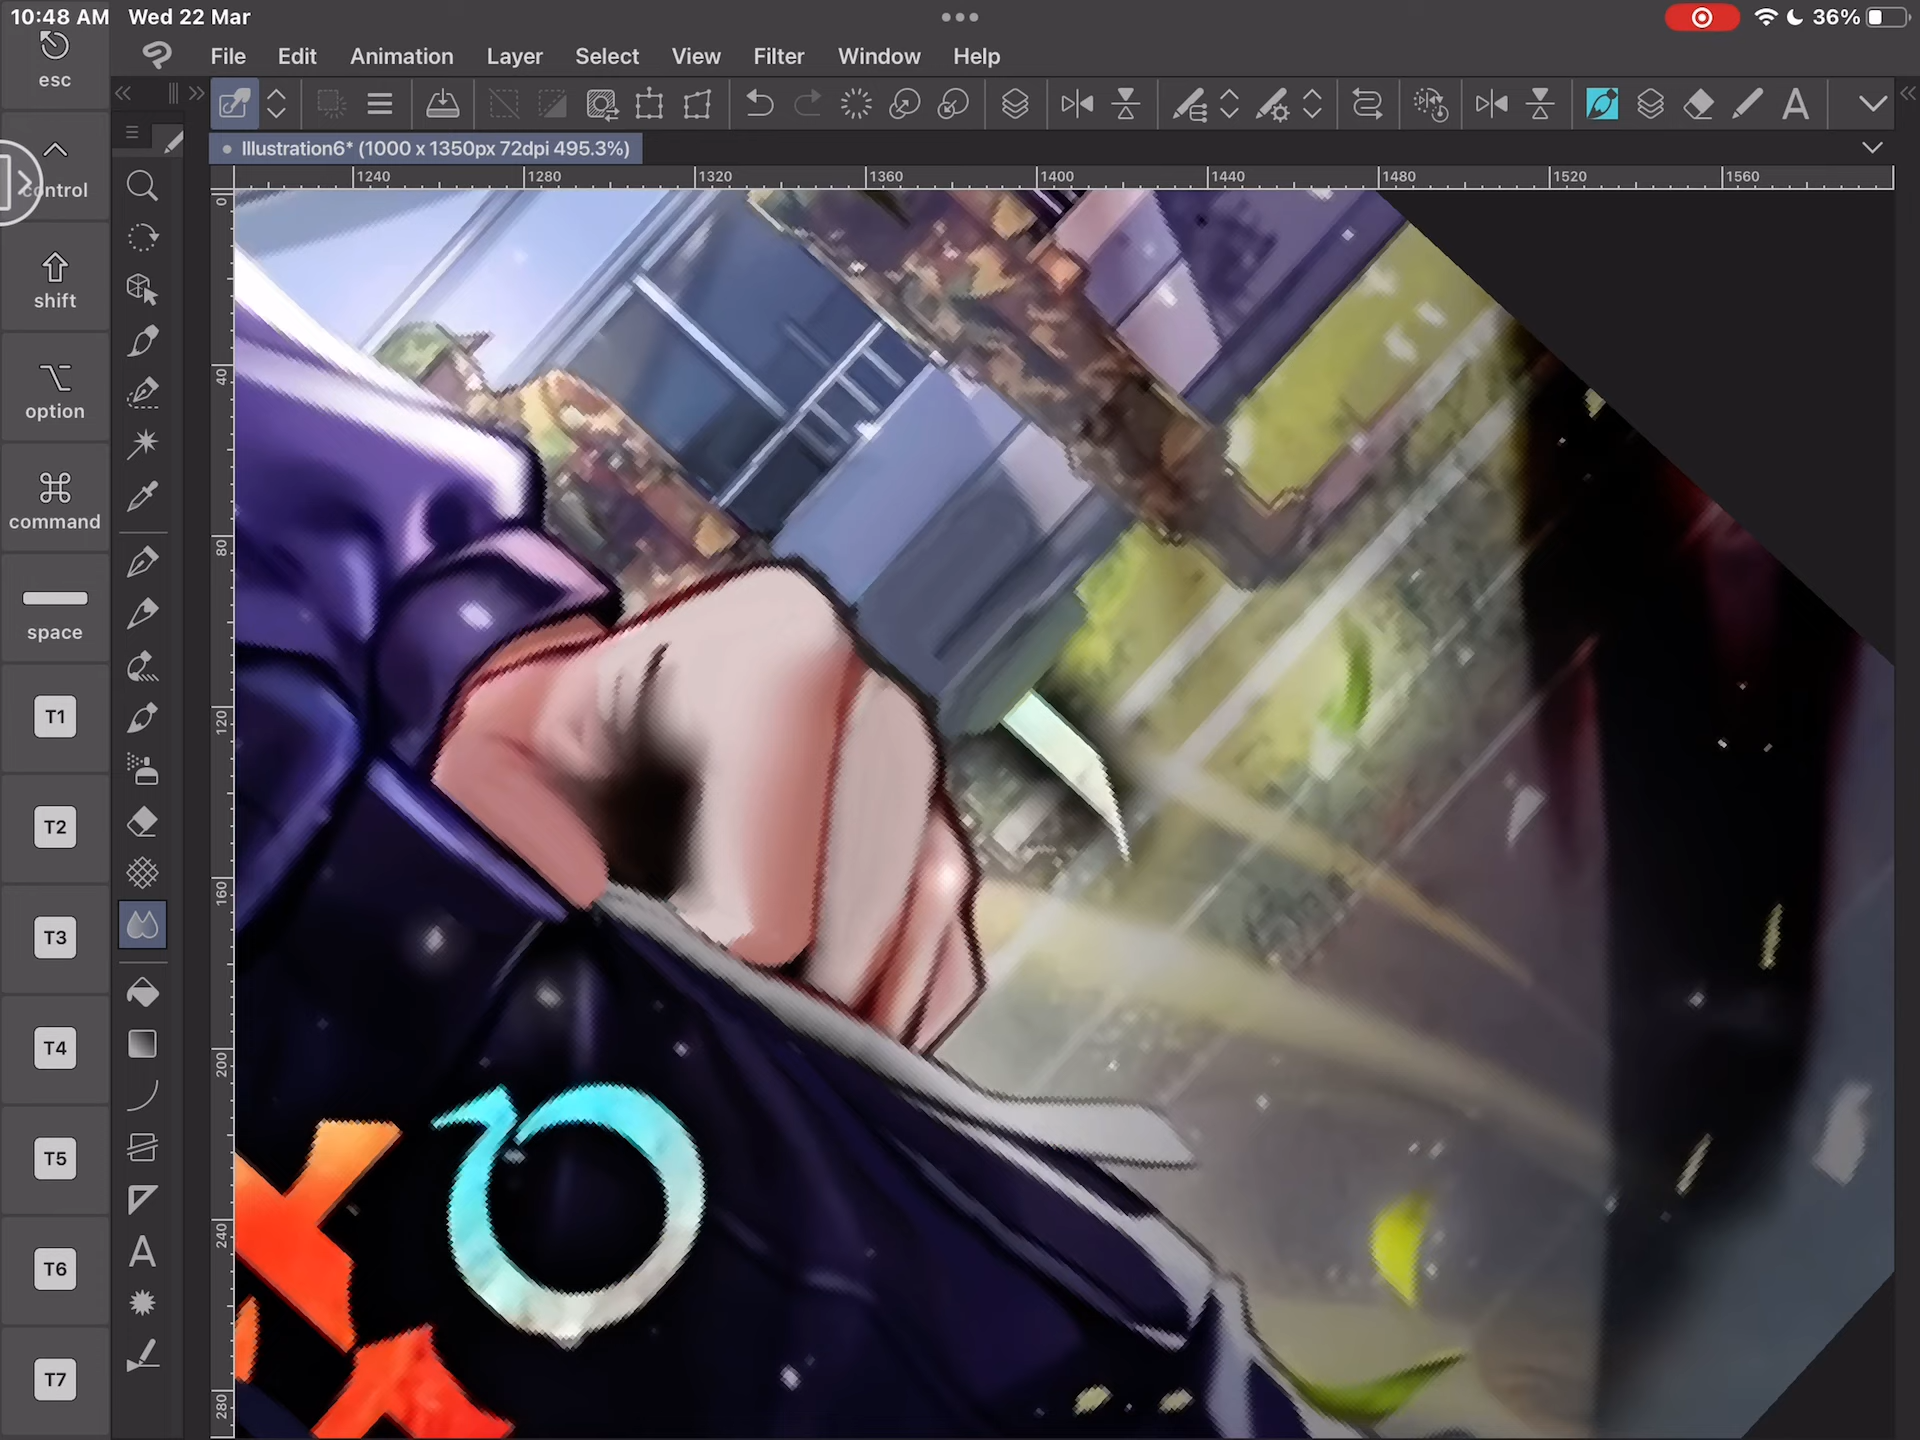 10:48 AM Wed 22 Mar
36%
File Edit Animation Layer Select View Filter Window Help
Illustration6* (1000 x 1350px 72dpi 495.3%)
1240 1280 1320 1360 1400 1440 1480 1520 1560
esc
control
shift
option
command
space
T1
T2
T3
T4
T5
T6
T7
0
40
80
120
160
200
240
280
A
A